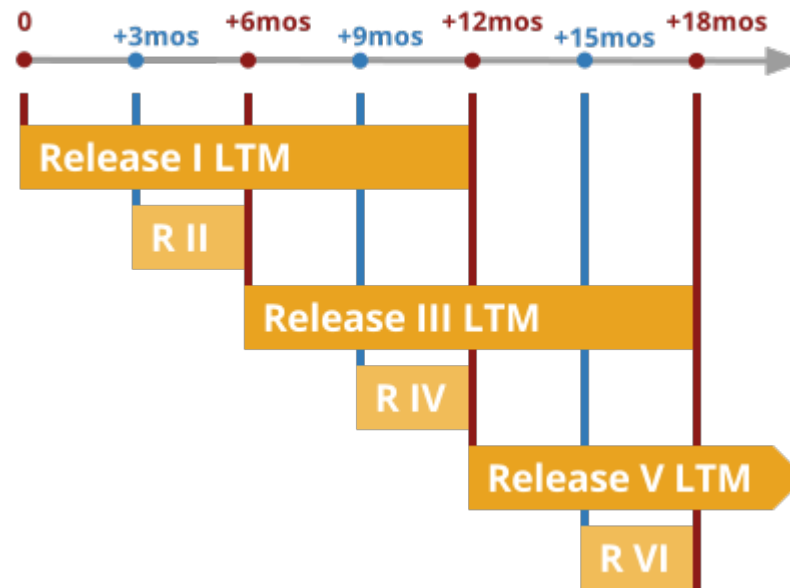 0
+3mos
+6mos
+9mos
+12mos
+15mos
+18mos
Release I LTM
R II
Release III LTM
R IV
Release V LTM
R VI